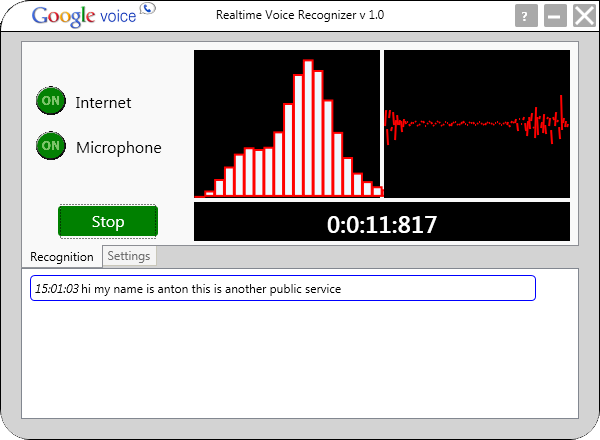 Google voice
Realtime Voice Recognizer v 1.0
?
ON Internet
ON Microphone
Stop
0:0:11:817
Recognition Settings
15:01:03 hi my name is anton this is another public service